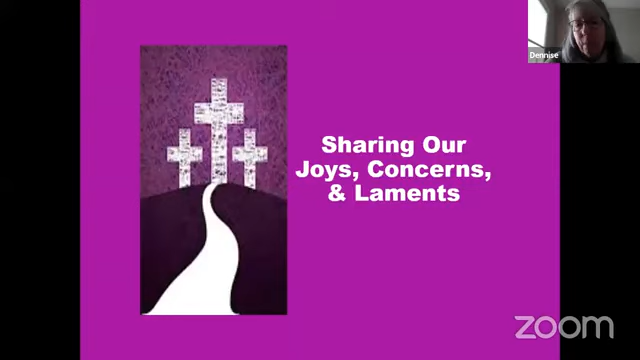 Dennise
Sharing Our
Joys, Concerns,
& Laments
zoom